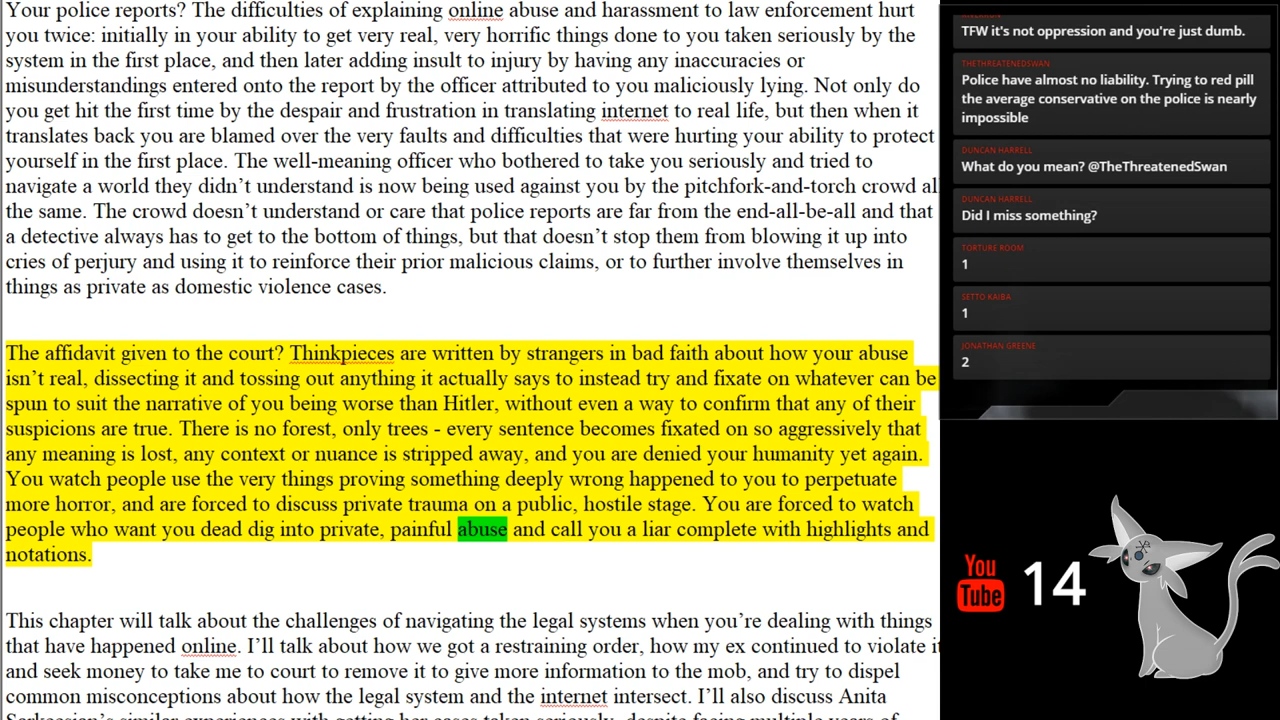 Your police reports? The difficulties of explaining online abuse and harassment to law enforcement hurt
you twice: initially in your ability to get very real, very horrific things done to you taken seriously by the
system in the first place, and then later adding insult to injury by having any inaccuracies or
misunderstandings entered onto the report by the officer attributed to you maliciously lying. Not only do
you get hit the first time by the despair and frustration in translating internet to real life, but then when it
translates back you are blamed over the very faults and difficulties that were hurting your ability to protect
yourself in the first place. The well-meaning officer who bothered to take you seriously and tried to
navigate a world they didn’t understand is now being used against you by the pitchfork-and-torch crowd al
the same. The crowd doesn’t understand or care that police reports are far from the end-all-be-all and that
a detective always has to get to the bottom of things, but that doesn’t stop them from blowing it up into
cries of perjury and using it to reinforce their prior malicious claims, or to further involve themselves in
things as private as domestic violence cases.
The affidavit given to the court? Thinkpieces are written by strangers in bad faith about how your abuse
isn’t real, dissecting it and tossing out anything it actually says to instead try and fixate on whatever can be
spun to suit the narrative of you being worse than Hitler, without even a way to confirm that any of their
suspicions are true. There is no forest, only trees - every sentence becomes fixated on so aggressively that
any meaning is lost, any context or nuance is stripped away, and you are denied your humanity yet again.
You watch people use the very things proving something deeply wrong happened to you to perpetuate
more horror, and are forced to discuss private trauma on a public, hostile stage. You are forced to watch
people who want you dead dig into private, painful abuse and call you a liar complete with highlights and
notations.
This chapter will talk about the challenges of navigating the legal systems when you’re dealing with things
that have happened online. I’ll talk about how we got a restraining order, how my ex continued to violate it
and seek money to take me to court to remove it to give more information to the mob, and try to dispel
common misconceptions about how the legal system and the internet intersect. I’ll also discuss Anita
Sarkeesian’s similar experiences with getting her cases taken seriously, despite facing multiple years of
TFW it's not oppression and you're just dumb.
THETHREATENEDSWAN
Police have almost no liability. Trying to red pill
the average conservative on the police is nearly
impossible
DUNCAN HARRELL
What do you mean? @TheThreatenedSwan
DUNCAN HARRELL
Did I miss something?
TORTURE ROOM
1
SETTO KAIBA
1
JONATHAN GREENE
2
You
Tube
14